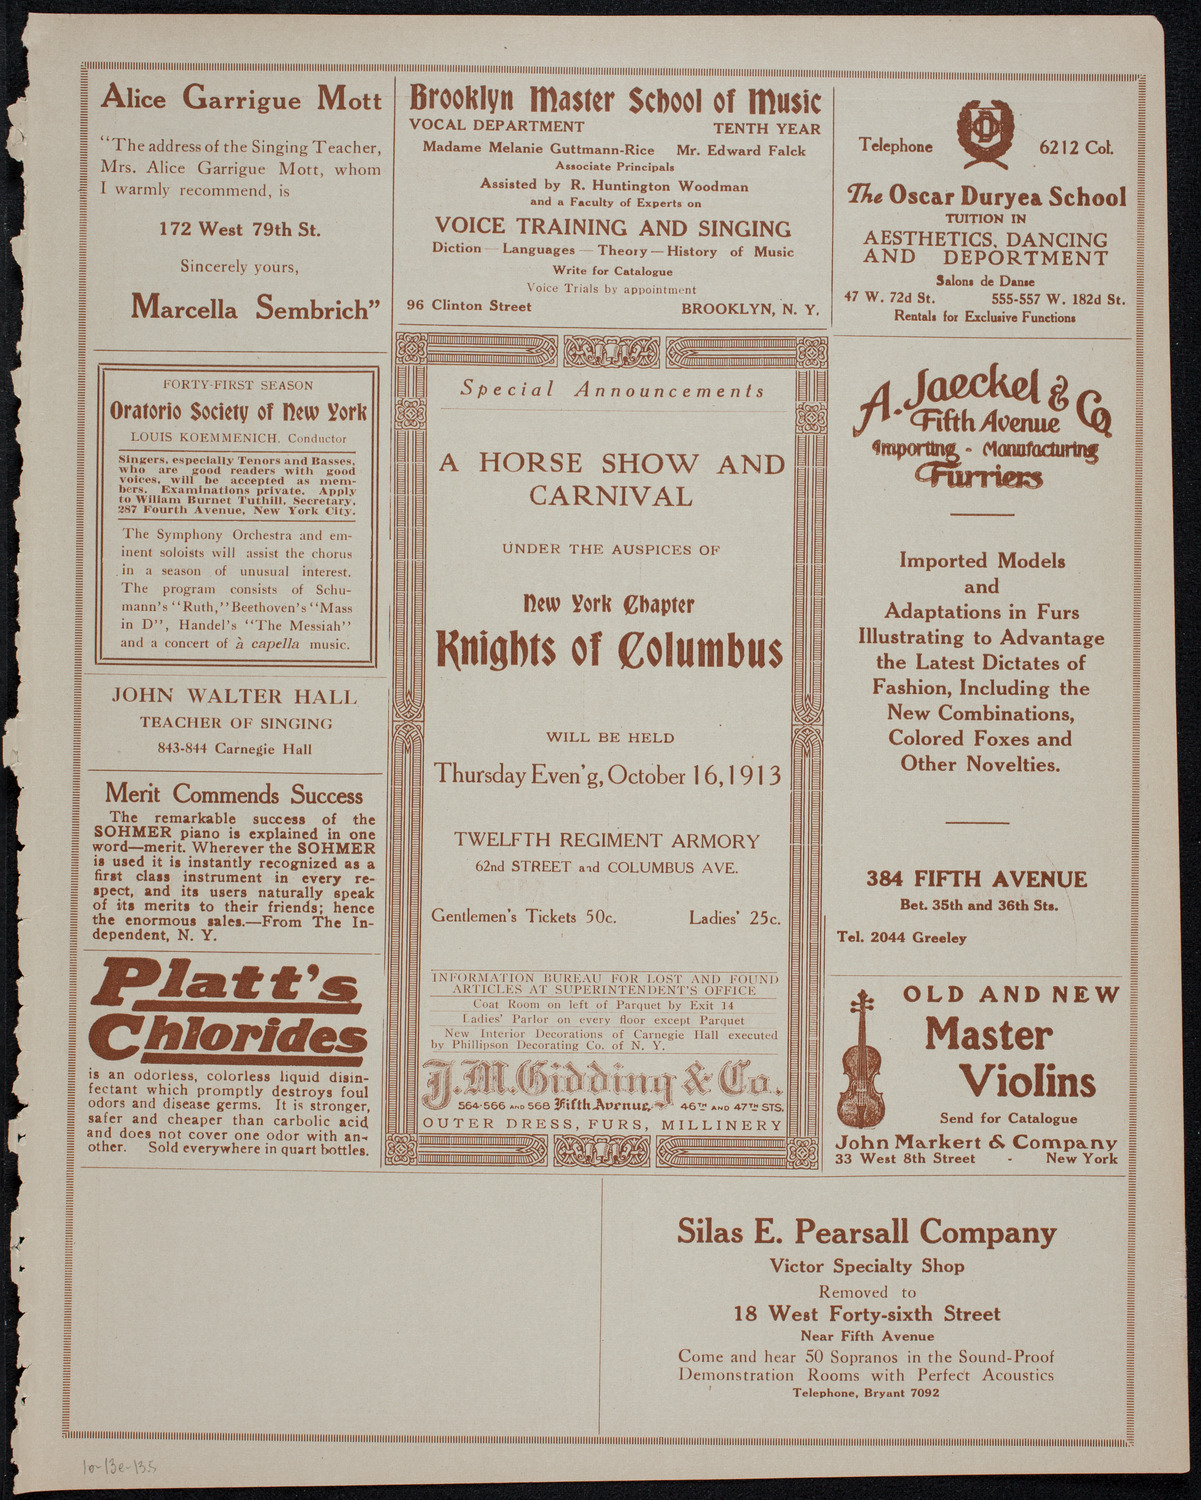 Alice Garrigue Mott
"The address of the Singing Teacher,
Mrs. Alice Garrigue Mott, whom
I warmly recommend, is
172 West 79th St.
Sincerely yours,
Marcella Sembrich"
FORTY-FIRST SEASON
Oratorio Society of New York
LOUIS KOEMMENICH, Conductor
Singers, especially Tenors and Basses,
who are good readers with good
voices, will be accepted as mem-
bers. Examinations private. Apply
to William Burnet Tuthill, Secretary,
287 Fourth Avenue, New York City.
The Symphony Orchestra and em-
inent soloists will assist the chorus
in a season of unusual interest.
The program consists of Schu-
mann's "Ruth," Beethoven's "Mass
in D", Handel's "The Messiah"
and a concert of à capella music.
JOHN WALTER HALL
TEACHER OF SINGING
843-844 Carnegie Hall
Merit Commends Success
The remarkable success of the
SOHMER piano is explained in one
word—merit. Wherever the SOHMER
is used it is instantly recognized as a
first class instrument in every re-
spect, and its users naturally speak
of its merits to their friends; hence
the enormous sales.—From The In-
dependent, N. Y.
Platt's
Chlorides
is an odorless, colorless liquid disin-
fectant which promptly destroys foul
odors and disease germs. It is stronger,
safer and cheaper than carbolic acid
and does not cover one odor with an-
other. Sold everywhere in quart bottles.
Brooklyn Master School of Music
VOCAL DEPARTMENT TENTH YEAR
Madame Melanie Guttmann-Rice Mr. Edward Falck
Associate Principals
Assisted by R. Huntington Woodman
and a Faculty of Experts on
VOICE TRAINING AND SINGING
Diction — Languages — Theory — History of Music
Write for Catalogue
Voice Trials by appointment
96 Clinton Street BROOKLYN, N. Y.
Special Announcements
A HORSE SHOW AND
CARNIVAL
UNDER THE AUSPICES OF
New York Chapter
Knights of Columbus
WILL BE HELD
Thursday Even'g, October 16, 1913
TWELFTH REGIMENT ARMORY
62nd STREET and COLUMBUS AVE.
Gentlemen's Tickets 50c. Ladies' 25c.
INFORMATION BUREAU FOR LOST AND FOUND
ARTICLES AT SUPERINTENDENT'S OFFICE
Coat Room on left of Parquet by Exit 14
Ladies' Parlor on every floor except Parquet
New Interior Decorations of Carnegie Hall executed
by Phillipson Decorating Co. of N. Y.
J. M. Gidding & Co.
564-566 AND 568 Fifth Avenue, 46TH AND 47TH STS.
OUTER DRESS, FURS, MILLINERY
OD
Telephone 6212 Col.
The Oscar Duryea School
TUITION IN
AESTHETICS, DANCING
AND DEPORTMENT
Salons de Danse
47 W. 72d St. 555-557 W. 182d St.
Rentals for Exclusive Functions
A. Jaeckel & Co
Fifth Avenue
Importing - Manufacturing
Furriers
Imported Models
and
Adaptations in Furs
Illustrating to Advantage
the Latest Dictates of
Fashion, Including the
New Combinations,
Colored Foxes and
Other Novelties.
384 FIFTH AVENUE
Bet. 35th and 36th Sts.
Tel. 2044 Greeley
OLD AND NEW
Master
Violins
Send for Catalogue
John Markert & Company
33 West 8th Street - New York
Silas E. Pearsall Company
Victor Specialty Shop
Removed to
18 West Forty-sixth Street
Near Fifth Avenue
Come and hear 50 Sopranos in the Sound-Proof
Demonstration Rooms with Perfect Acoustics
Telephone, Bryant 7092
10-13e-13S